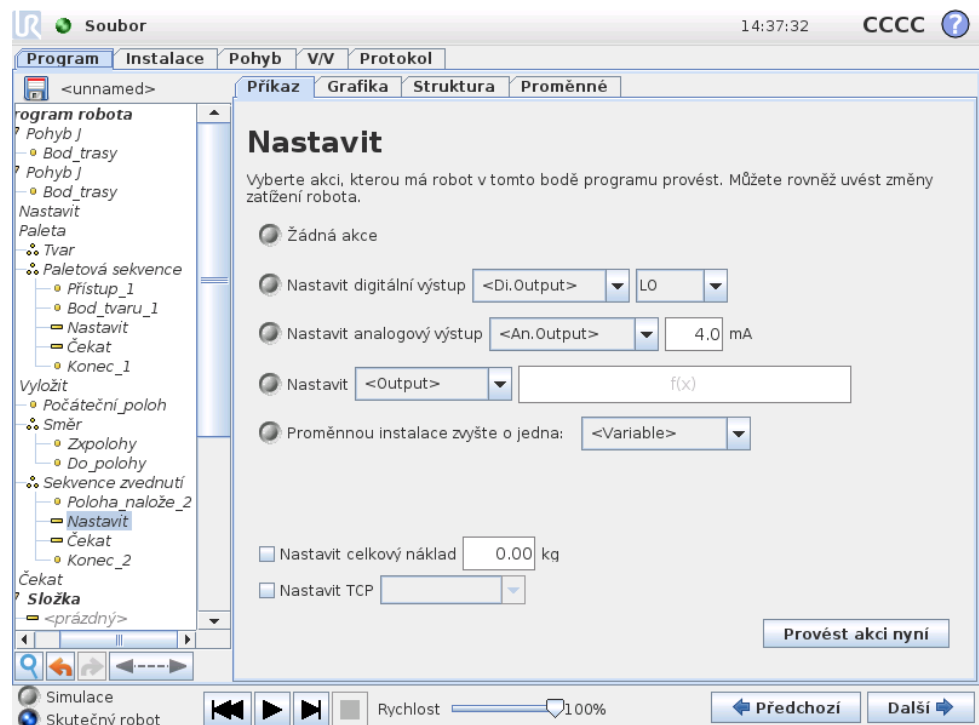 UR Soubor 14:37:32 CCCC ?
Program Instalace Pohyb V/V Protokol
<unnamed>
Příkaz Grafika Struktura Proměnné
rogram robota
Pohyb J
Bod_trasy
Pohyb J
Bod_trasy
Nastavit
Paleta
Tvar
Paletová sekvence
Přístup_1
Bod_tvaru_1
Nastavit
Čekat
Konec_1
Vyložit
Počáteční_poloh
Směr
Zxpolohy
Do_polohy
Sekvence zvednutí
Poloha_nalože_2
Nastavit
Čekat
Konec_2
Čekat
Složka
<prázdný>
Nastavit
Vyberte akci, kterou má robot v tomto bodě programu provést. Můžete rovněž uvést změny
zatížení robota.
Žádná akce
Nastavit digitální výstup <Di.Output> LO
Nastavit analogový výstup <An.Output> 4.0 mA
Nastavit <Output> f(x)
Proměnnou instalace zvyšte o jedna: <Variable>
Nastavit celkový náklad 0.00 kg
Nastavit TCP
Provést akci nyní
Simulace
Skutečný robot
Rychlost 100%
Předchozí Další